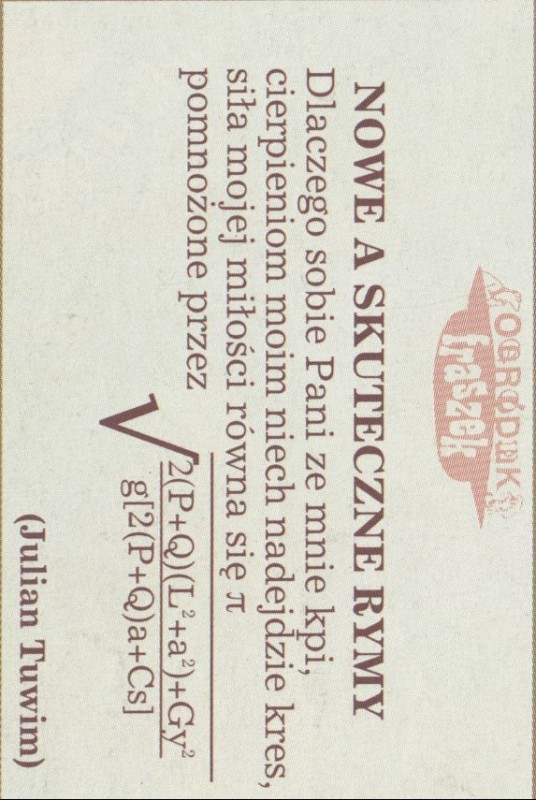 OGRÓDEK
fraszek
NOWE A SKUTECZNE RYMY
Dlaczego sobie Pani ze mnie kpi,
cierpieniom moim niech nadejdzie kres,
siła mojej miłości równa się π
pomnożone przez √
2(P+Q)(L²+a²)+Gy²
g[2(P+Q)a+Cs]
(Julian Tuwim)